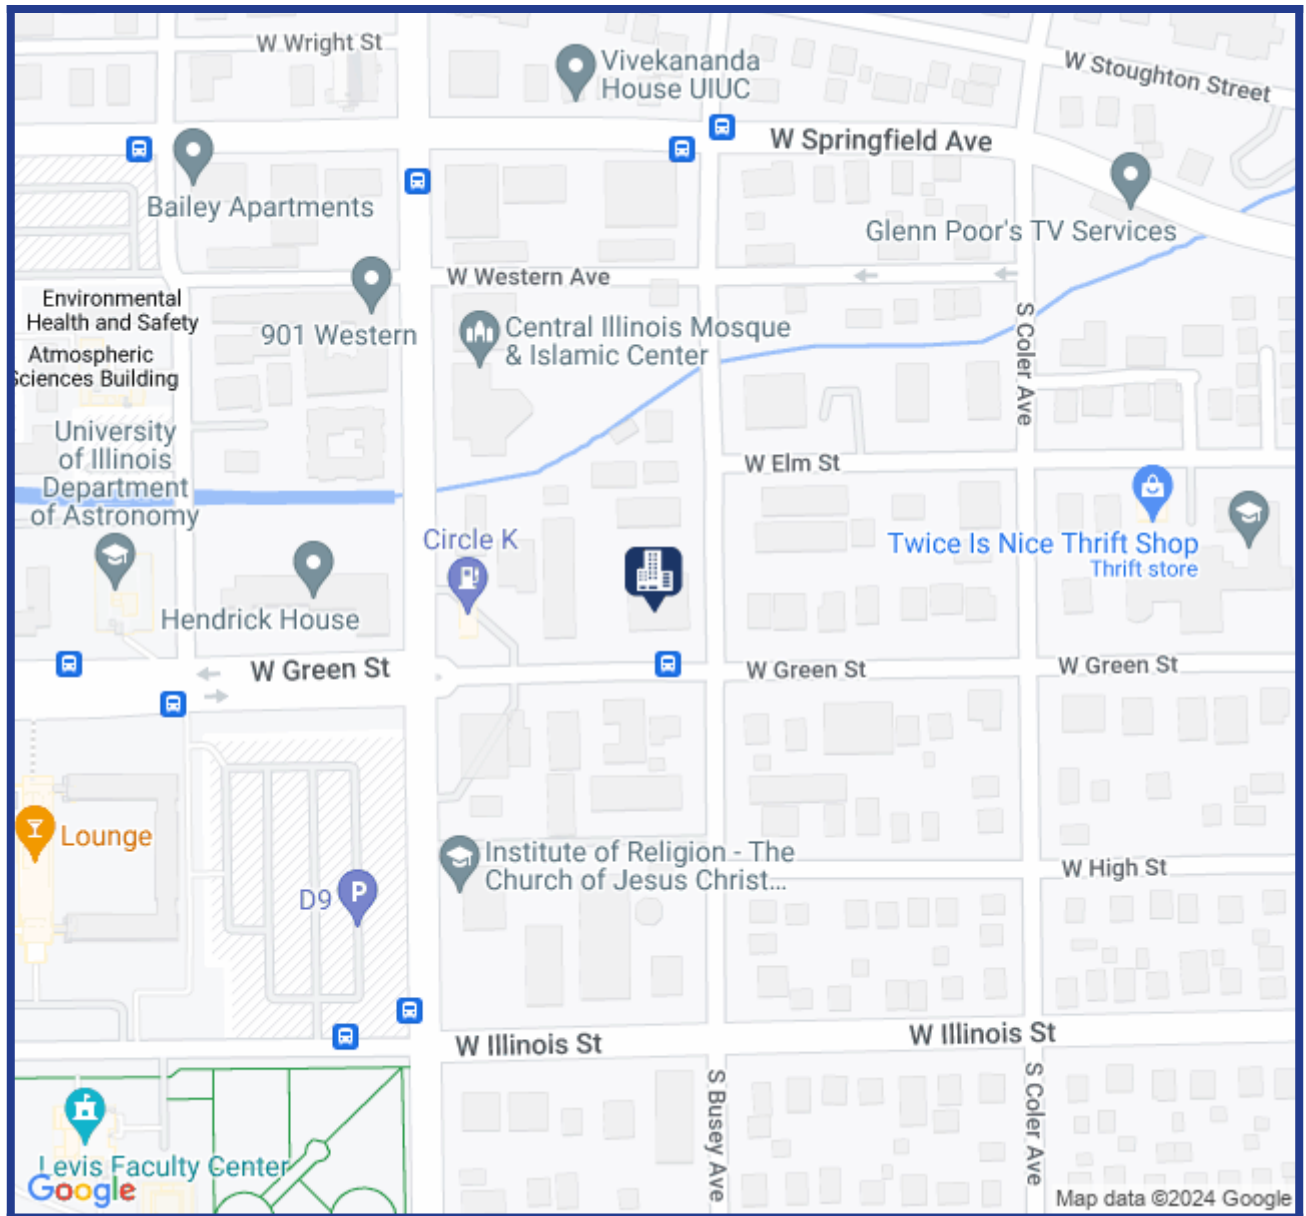 W Wright St
Vivekananda
House UIUC
W Stoughton Street
W Springfield Ave
Bailey Apartments
Glenn Poor's TV Services
W Western Ave
Environmental
Health and Safety
901 Western
Central Illinois Mosque
& Islamic Center
S Coler Ave
Atmospheric
Sciences Building
University
of Illinois
Department
of Astronomy
W Elm St
Circle K
Twice Is Nice Thrift Shop
Thrift store
Hendrick House
W Green St
W Green St
W Green St
Lounge
Institute of Religion - The
Church of Jesus Christ...
W High St
D9
P
W Illinois St
W Illinois St
S Busey Ave
S Coler Ave
Levis Faculty Center
Google
Map data ©2024 Google